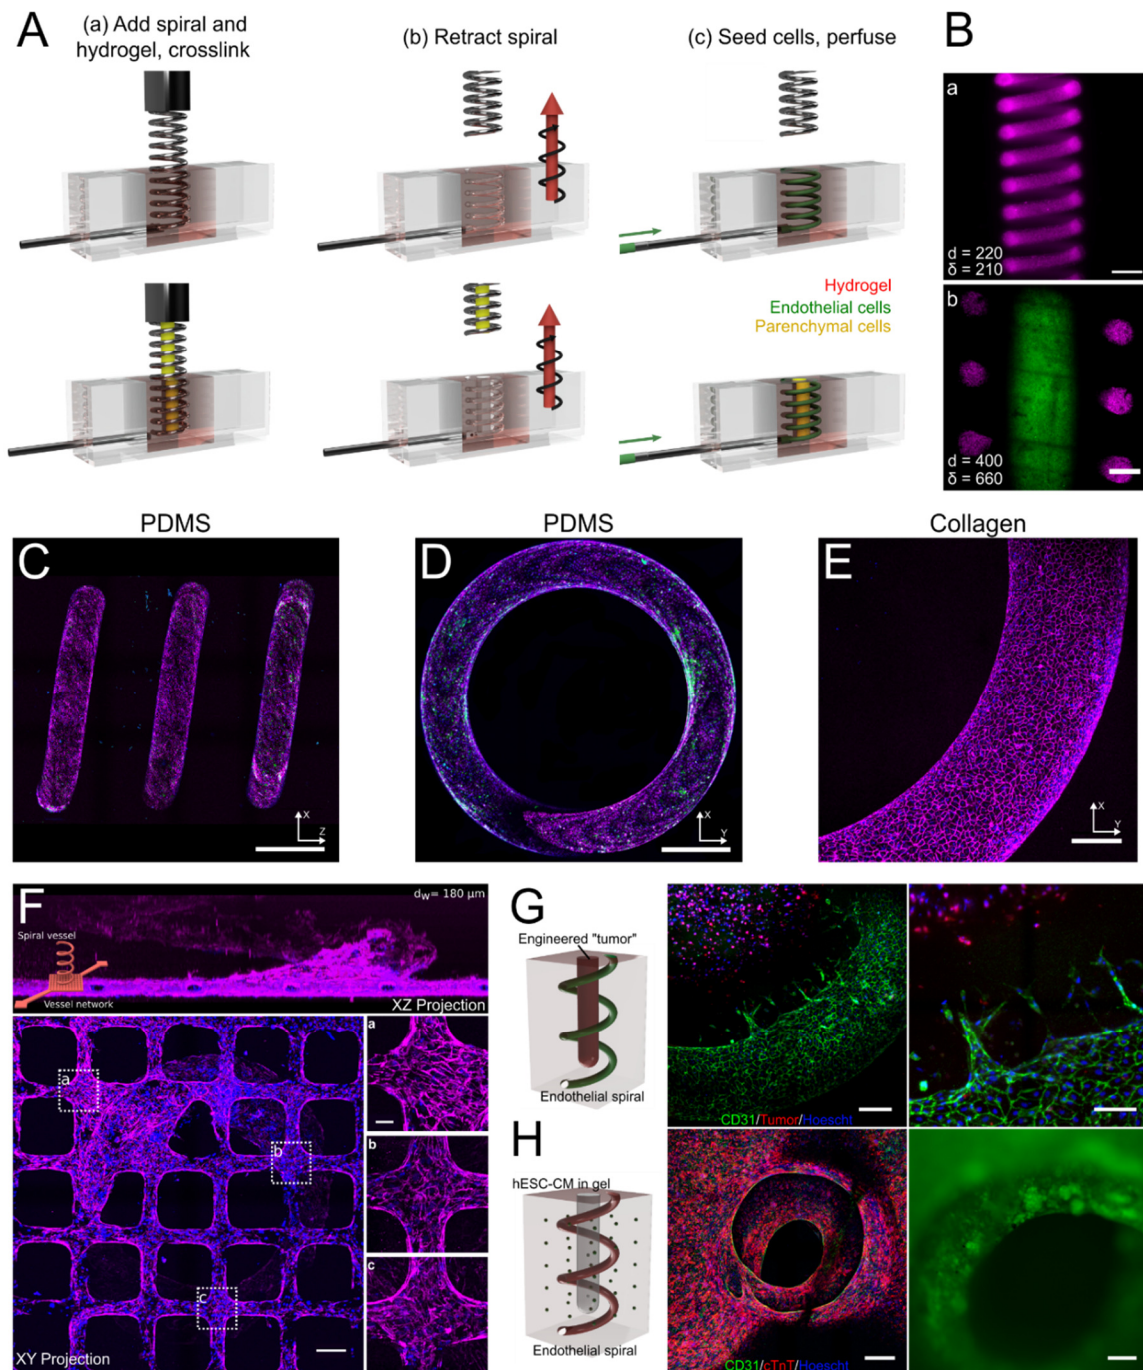 A
(a) Add spiral and
hydrogel, crosslink
(b) Retract spiral
(c) Seed cells, perfuse
Hydrogel
Endothelial cells
Parenchymal cells
B
a
d = 220
δ = 210
b
d = 400
δ = 660
PDMS
C
X
Z
PDMS
D
X
Y
Collagen
E
X
Y
F
dw= 180 μm
Spiral vessel
Vessel network
XZ Projection
a
b
c
XY Projection
a
b
c
G
Engineered "tumor"
Endothelial spiral
CD31/Tumor/Hoescht
H
hESC-CM in gel
Endothelial spiral
CD31/cTnT/Hoescht